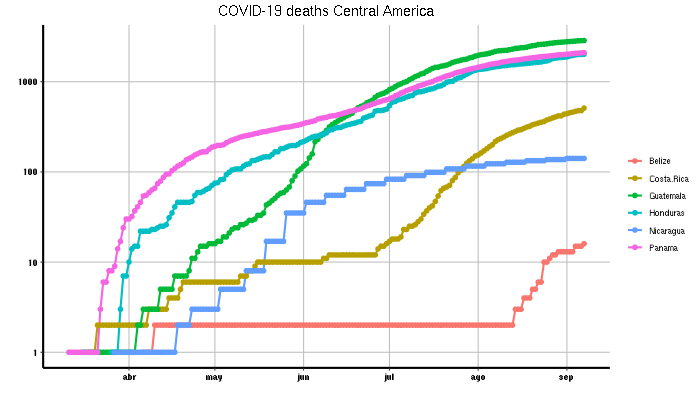 COVID-19 deaths Central America
1000
100
10
1
abr may jun jul ago sep
Belize
Costa.Rica
Guatemala
Honduras
Nicaragua
Panama